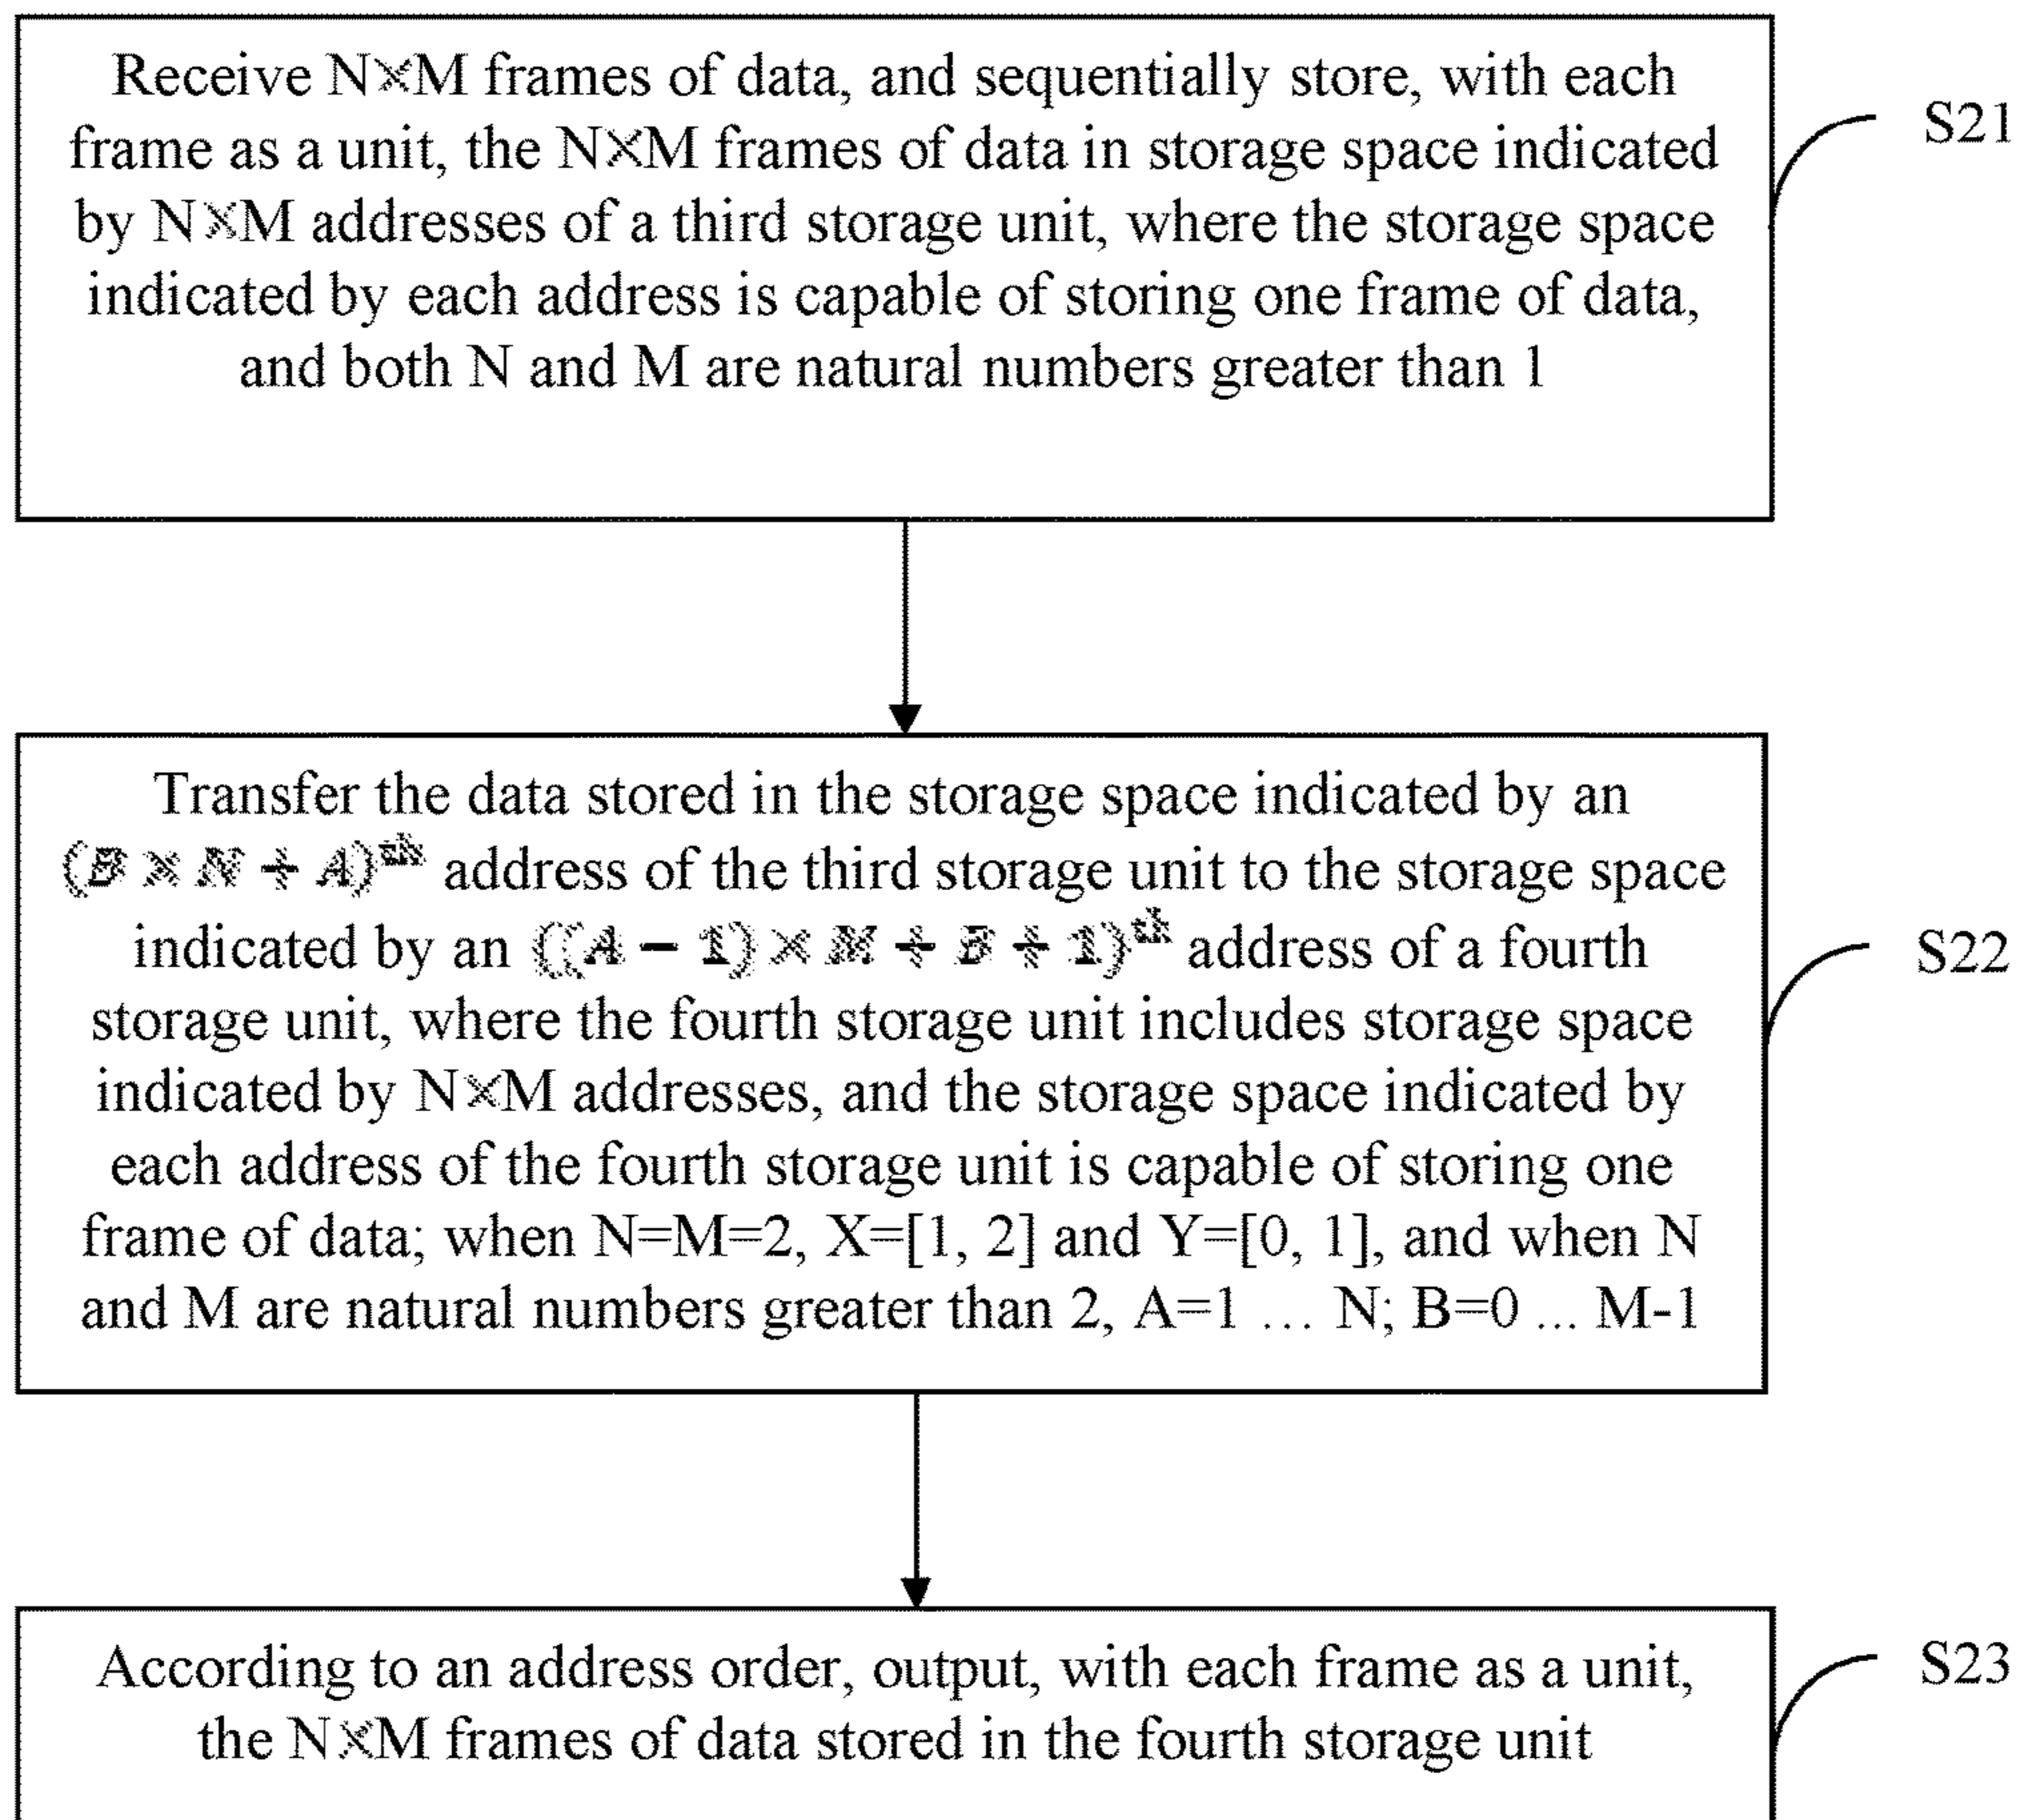 Receive N×M frames of data, and sequentially store, with each
frame as a unit, the N×M frames of data in storage space indicated
by N×M addresses of a third storage unit, where the storage space
indicated by each address is capable of storing one frame of data,
and both N and M are natural numbers greater than 1
S21
Transfer the data stored in the storage space indicated by an
(B × N + A)th address of the third storage unit to the storage space
indicated by an ((A − 1) × M + B + 1)th address of a fourth
storage unit, where the fourth storage unit includes storage space
indicated by N×M addresses, and the storage space indicated by
each address of the fourth storage unit is capable of storing one
frame of data; when N=M=2, X=[1, 2] and Y=[0, 1], and when N
and M are natural numbers greater than 2, A=1 ... N; B=0 ... M-1
S22
According to an address order, output, with each frame as a unit,
the N×M frames of data stored in the fourth storage unit
S23